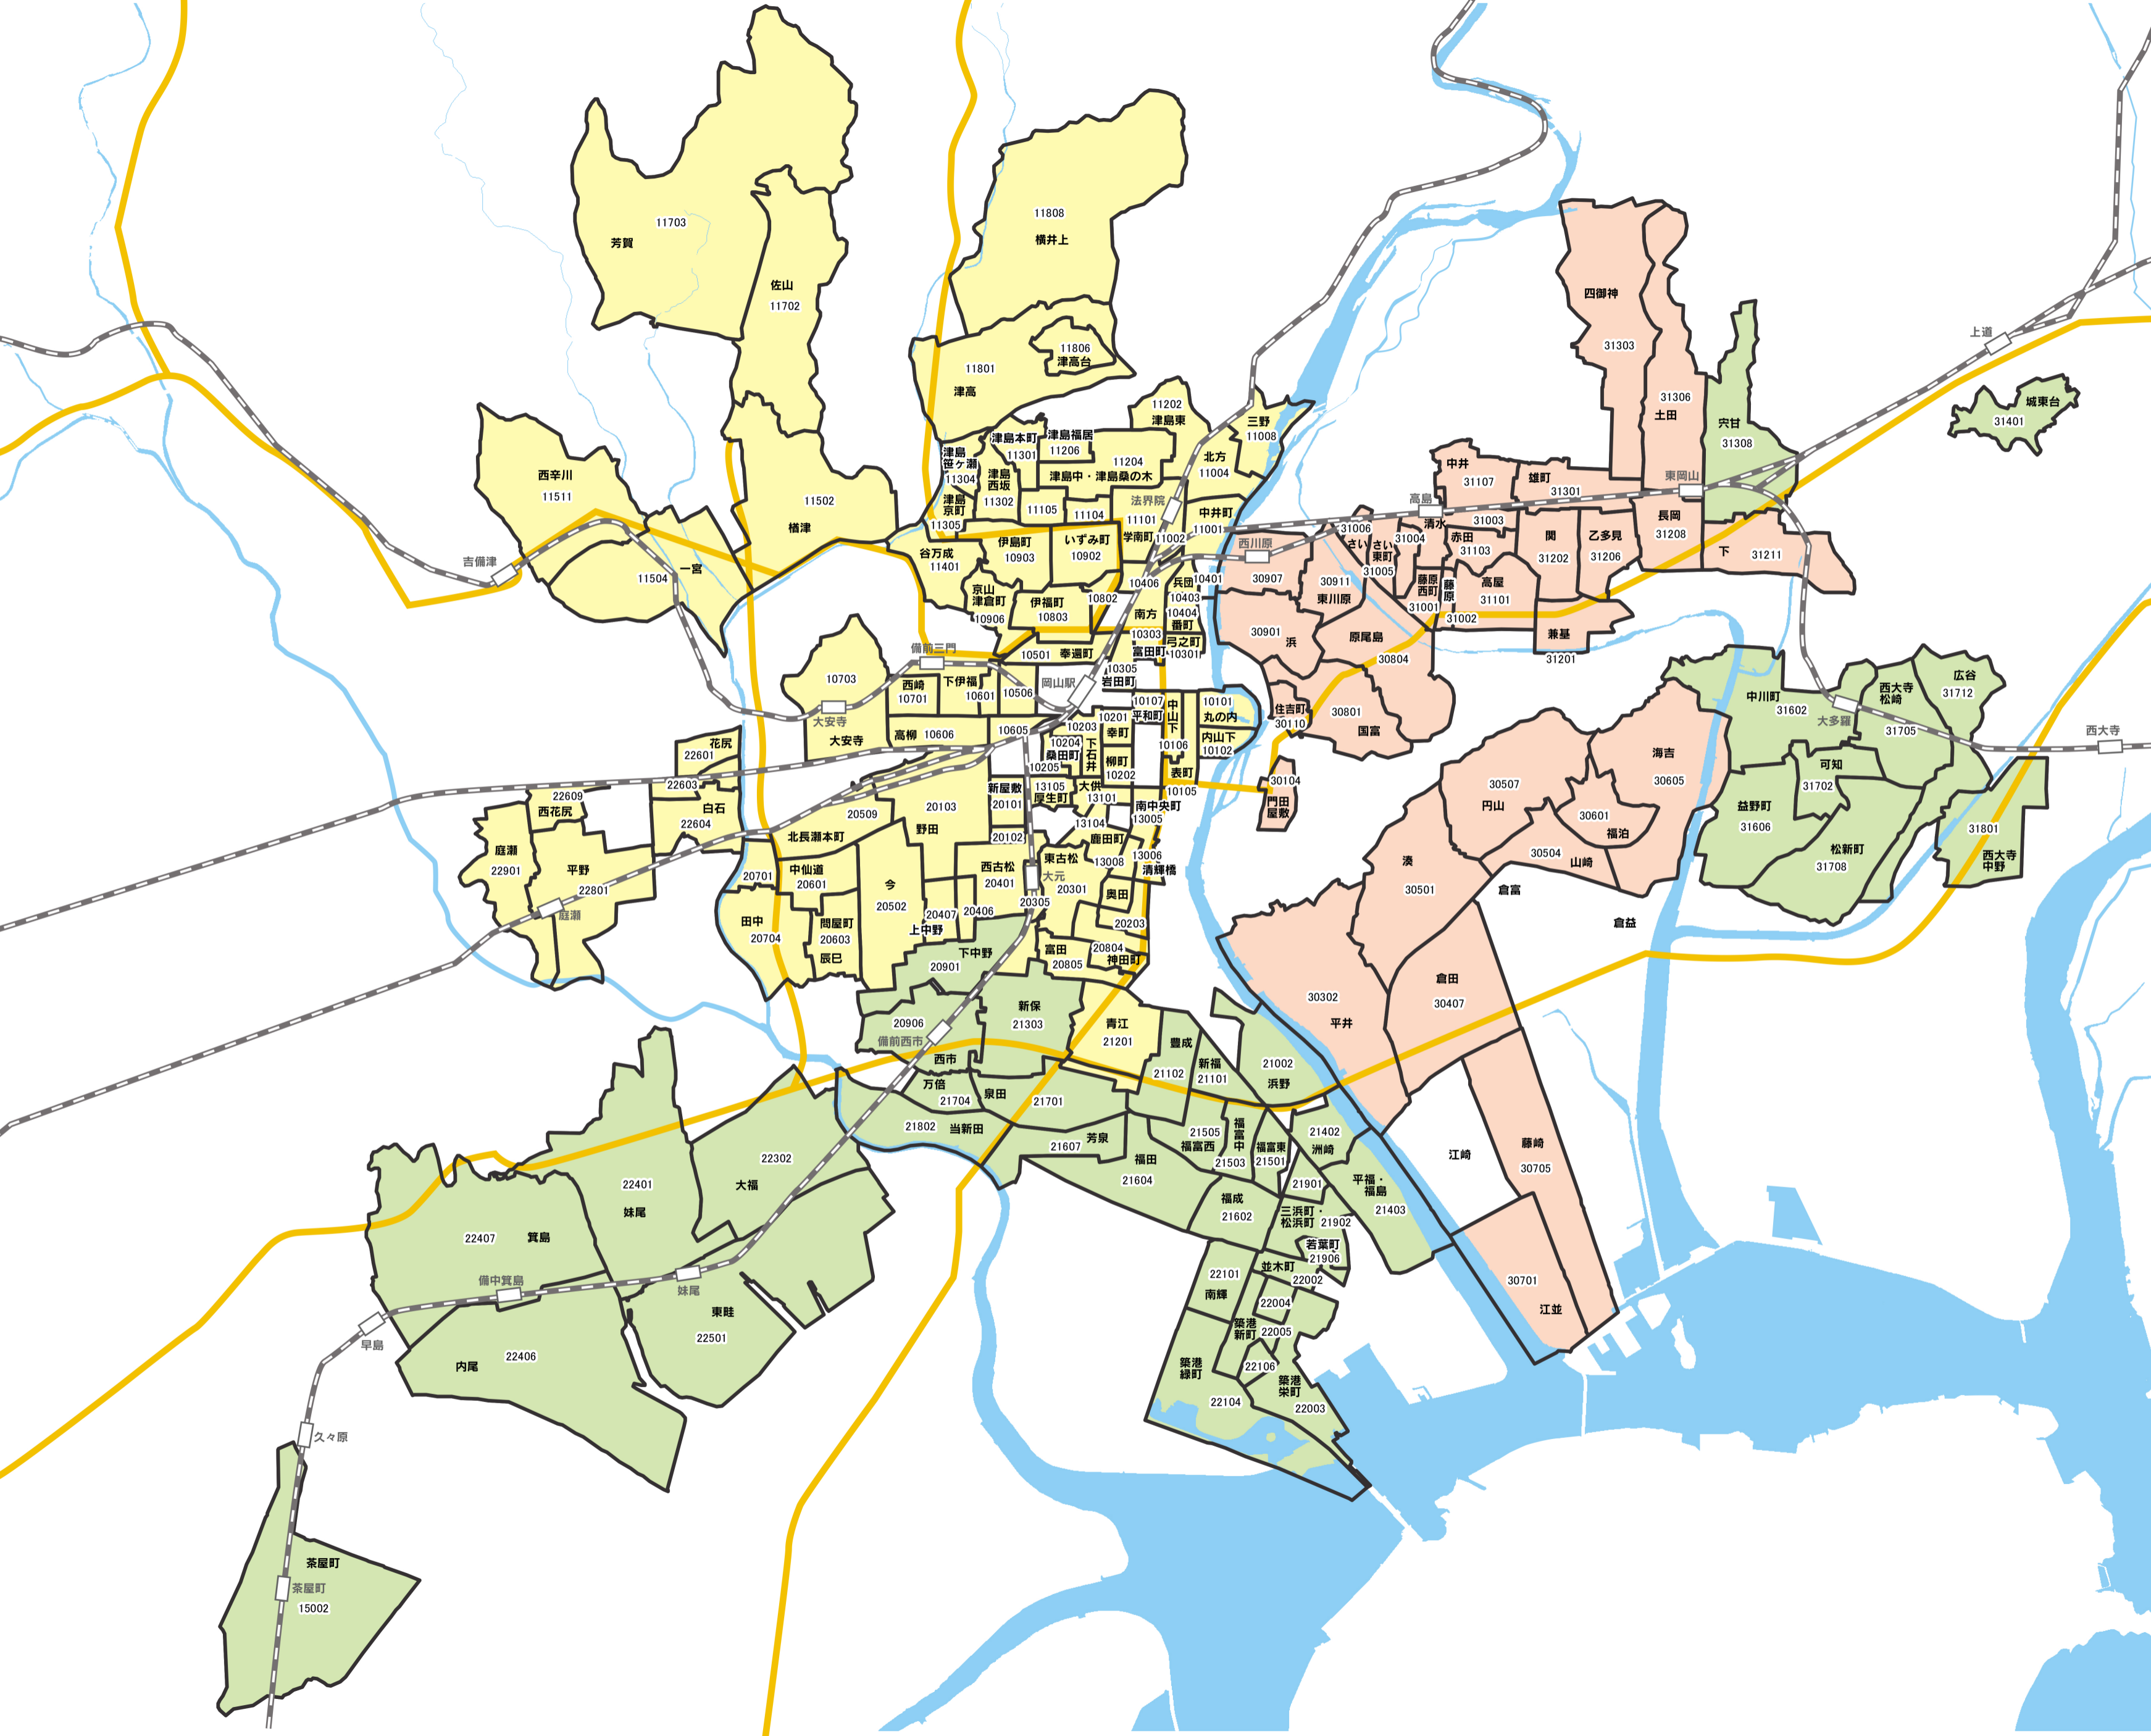 11703
芳賀
佐山
11702
11808
横井上
11806
津高台
11801
津高
11202
津島東
三野
11008
北方
11004
津島本町
11301
津島福居
11206
11204
津島中・津島桑の木
津島
笹ヶ瀬
11304
津島
西坂
11302
津島
京町
11305
11105
11104
法界院
11101
学南町
11002
中井町
11001
西辛川
11511
11502
楢津
11504
一宮
吉備津
谷万成
11401
伊島町
10903
いずみ町
10902
京山
津倉町
10906
伊福町
10803
10802
10406
兵団
10401
10403
10404
番町
南方
10303
富田町
弓之町
10301
10305
岩田町
10501
奉還町
備前三門
10703
大安寺
大安寺
西崎
10701
下伊福
10601
10506
岡山駅
高柳
10606
10605
10203
10201
幸町
10204
桑田町
10205
下
石
井
柳町
10202
10107
平和町
中
山
下
10106
10101
丸の内
内山下
10102
表町
10105
新屋敷
20101
20102
13105
厚生町
大供
13101
13104
南中央町
13005
鹿田町
13008
13006
清輝橋
東古松
20301
大元
20305
奥田
20203
20804
神田町
富田
20805
花尻
22601
22603
白石
22604
22609
西花尻
庭瀬
22901
平野
22801
庭瀬
20103
野田
20509
北長瀬本町
20701
中仙道
20601
今
20502
西古松
20401
20407
上中野
20406
田中
20704
問屋町
20603
辰巳
下中野
20901
20906
備前西市
西市
新保
21303
青江
21201
豊成
21102
新福
21101
21002
浜野
万倍
21704
泉田
21701
21802
当新田
21607
芳泉
福田
21604
21505
福富西
福
富
中
21503
福富東
21501
21402
洲崎
21901
平福・
福島
21403
福成
21602
三浜町・
松浜町
21902
若葉町
21906
並木町
22002
22101
南輝
22004
築港
新町
22005
22106
築港
緑町
22104
築港
栄町
22003
22302
大福
22401
妹尾
22407
箕島
備中箕島
妹尾
東畦
22501
内尾
22406
早島
久々原
茶屋町
茶屋町
15002
四御神
31303
31306
土田
宍甘
31308
東岡山
上道
城東台
31401
中井
31107
雄町
31301
高島
清水
31004
31003
赤田
31103
関
31202
乙多見
31206
長岡
31208
下
31211
西川原
30907
31006
さい
さい
東町
31005
30911
東川原
藤原
西町
31001
藤
原
31002
高屋
31101
兼基
31201
30901
浜
原尾島
30804
住吉町
30110
30801
国富
30104
門田
屋敷
中川町
31602
大多羅
西大寺
松崎
31705
広谷
31712
西大寺
可知
31702
益野町
31606
松新町
31708
31801
西大寺
中野
海吉
30605
30507
円山
30601
福泊
30504
山崎
湊
30501
倉富
倉益
倉田
30407
30302
平井
江崎
藤崎
30705
30701
江並